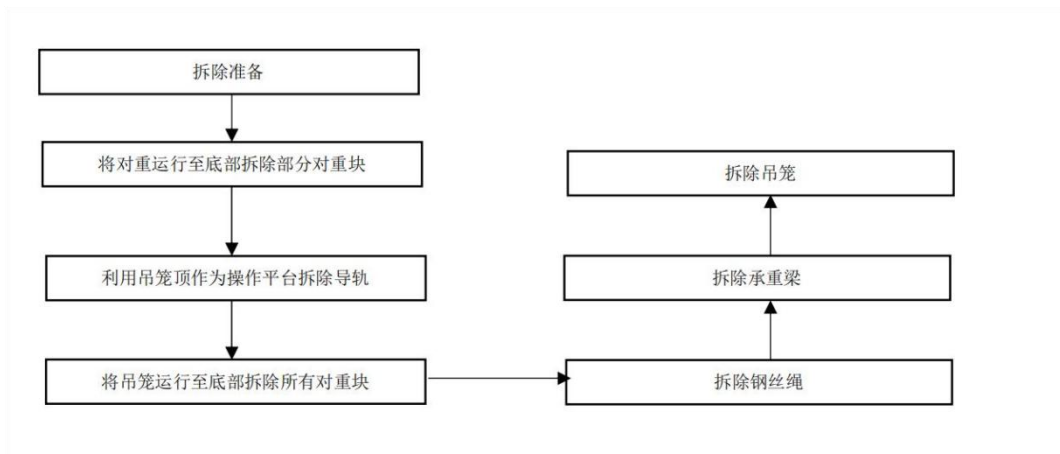 拆除准备
将对重运行至底部拆除部分对重块
利用吊笼顶作为操作平台拆除导轨
将吊笼运行至底部拆除所有对重块
拆除钢丝绳
拆除承重梁
拆除吊笼